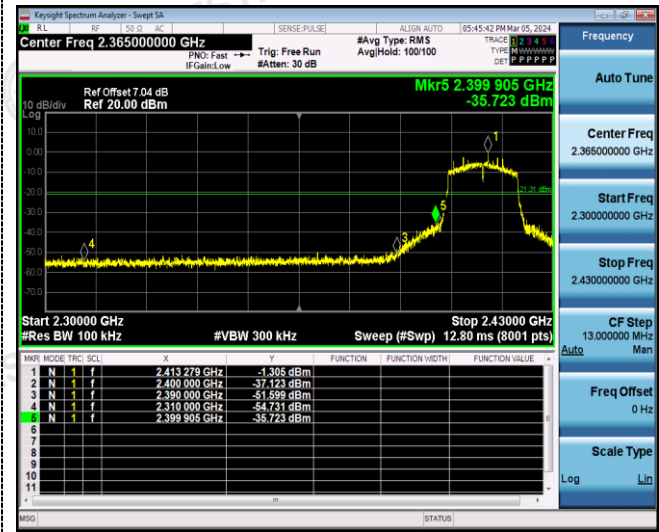 Keysight Spectrum Analyzer - Swept SA
RL RF 50 Ω AC SENSE:PULSE ALIGN AUTO 05:45:42 PM Mar 05, 2024
Center Freq 2.365000000 GHz
PNO: Fast
IFGain:Low
Trig: Free Run
#Atten: 30 dB
#Avg Type: RMS
Avg|Hold: 100/100
TRACE 1 2 3 4 5 6
TYPE M WWWWW
DET P P P P P P
Ref Offset 7.04 dB
Ref 20.00 dBm
10 dB/div
Log
Mkr5 2.399 905 GHz
-35.723 dBm
10.0
0.00
-10.0
-20.0
-30.0
-40.0
-50.0
-60.0
-70.0
1
-21.31 dBm
5
3
4
Start 2.30000 GHz Stop 2.43000 GHz
#Res BW 100 kHz #VBW 300 kHz Sweep (#Swp) 12.80 ms (8001 pts)
MKR MODE TRC SCL X Y FUNCTION FUNCTION WIDTH FUNCTION VALUE
1 N 1 f 2.413 279 GHz -1.305 dBm
2 N 1 f 2.400 000 GHz -37.123 dBm
3 N 1 f 2.390 000 GHz -51.599 dBm
4 N 1 f 2.310 000 GHz -54.731 dBm
5 N 1 f 2.399 905 GHz -35.723 dBm
6
7
8
9
10
11
MSG STATUS
Frequency
Auto Tune
Center Freq
2.365000000 GHz
Start Freq
2.300000000 GHz
Stop Freq
2.430000000 GHz
CF Step
13.000000 MHz
Auto Man
Freq Offset
0 Hz
Scale Type
Log Lin